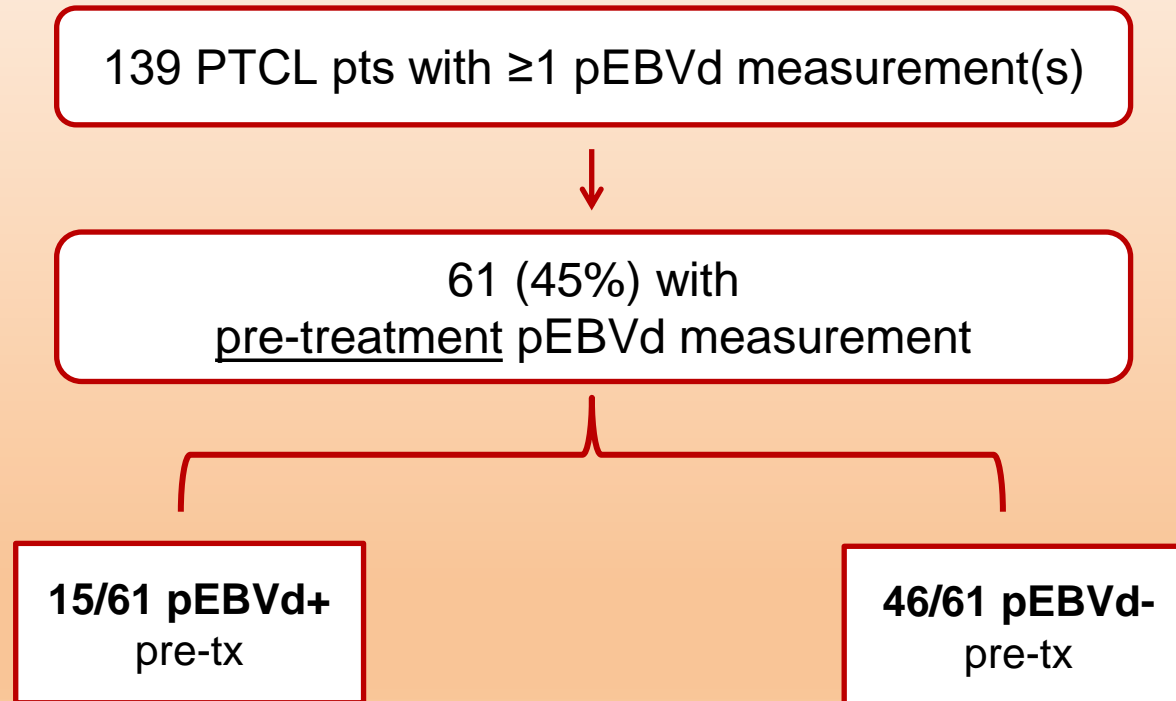 139 PTCL pts with ≥1 pEBVd measurement(s)
61 (45%) with
pre-treatment pEBVd measurement
15/61 pEBVd+
pre-tx
46/61 pEBVd-
pre-tx